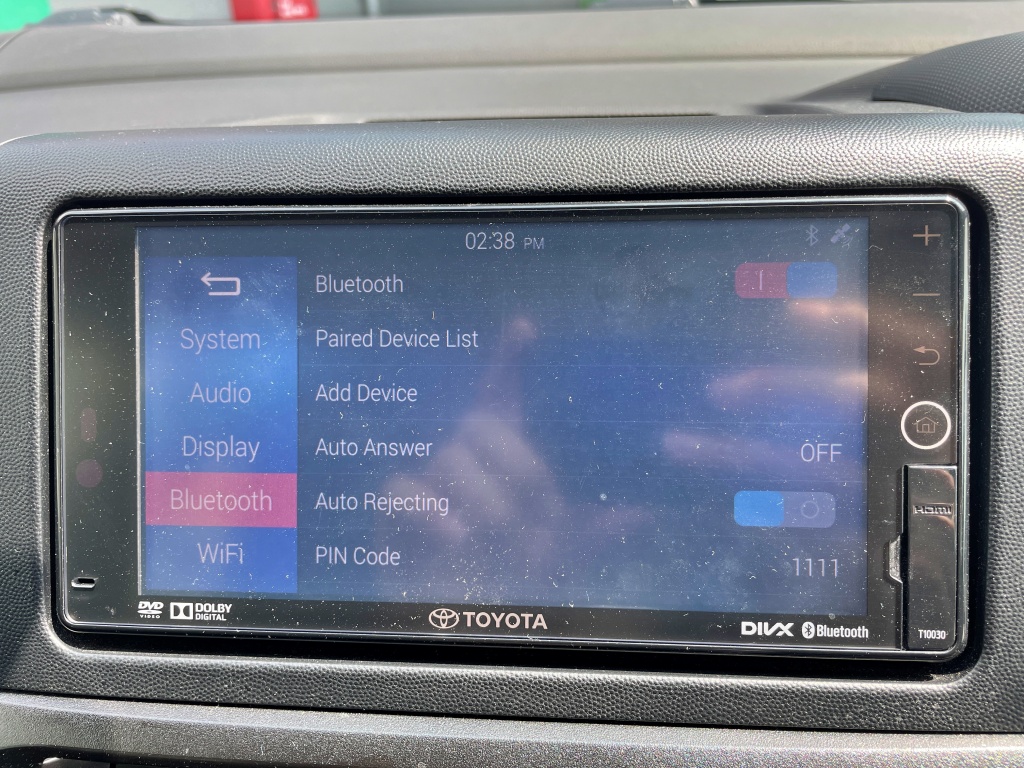 02:38 PM
Bluetooth
I
System
Paired Device List
Audio
Add Device
Display
Auto Answer
OFF
Bluetooth
Auto Rejecting
O
WiFi
PIN Code
1111
HDMI
DVD
VIDEO
DOLBY
DIGITAL
TOYOTA
DIVX
Bluetooth
T10030